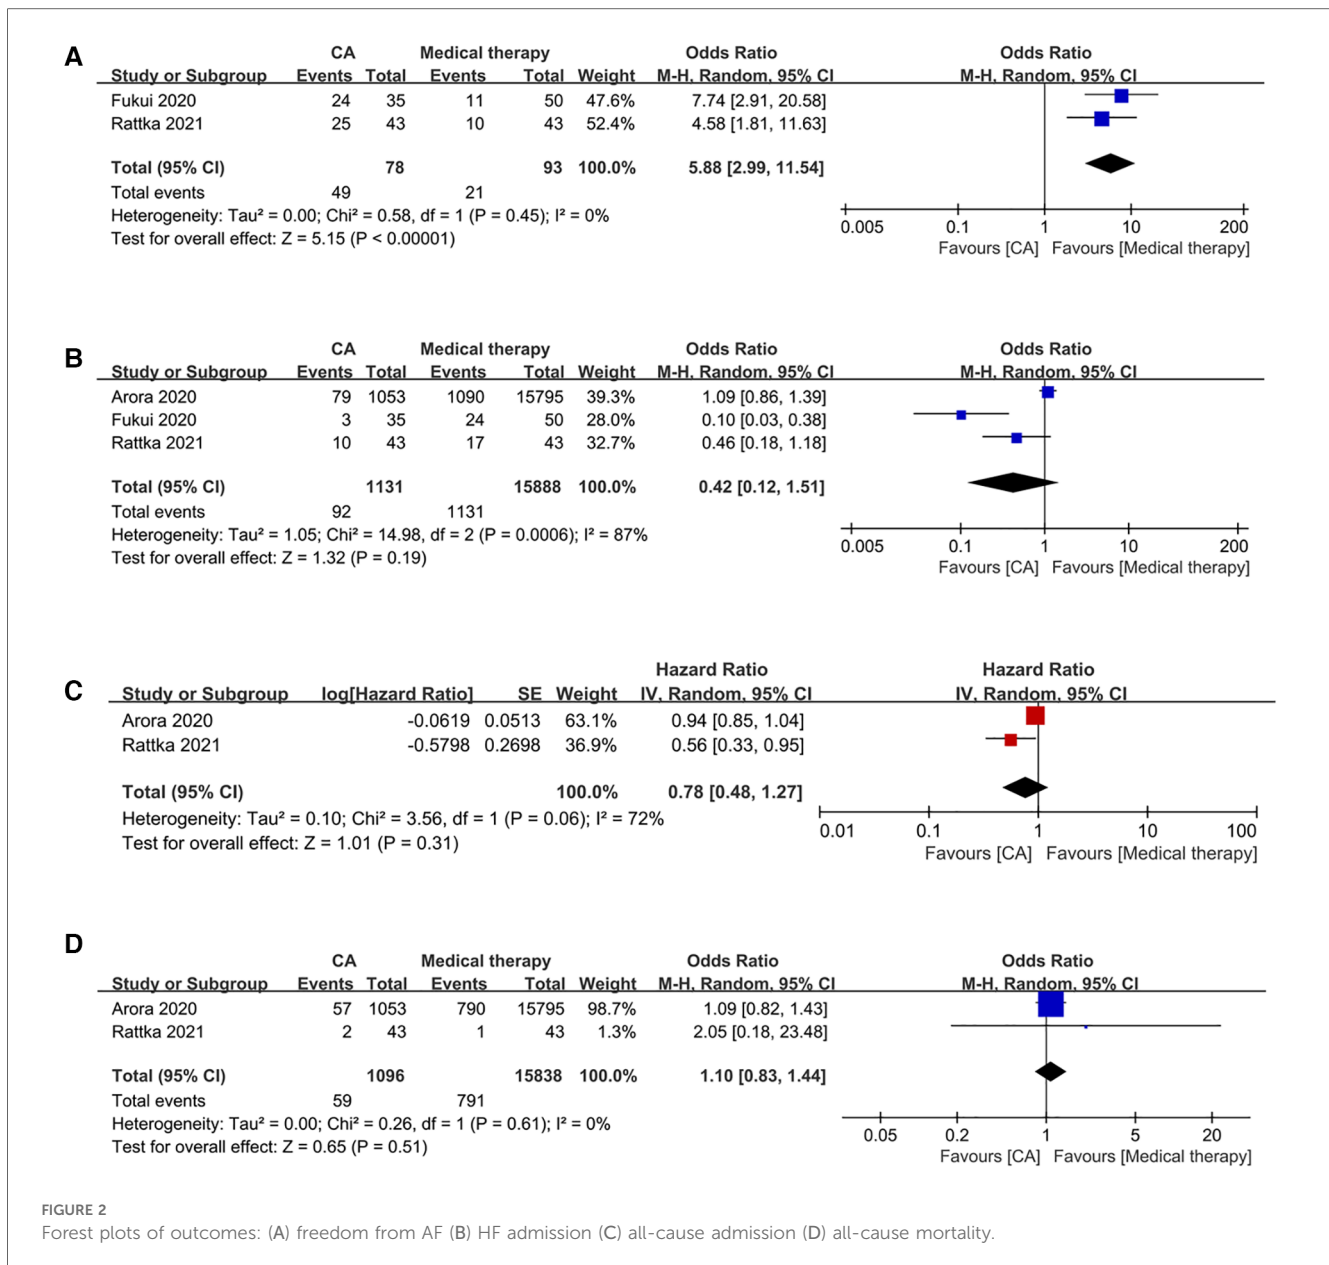 A
CA Medical therapy Odds Ratio Odds Ratio
Study or Subgroup Events Total Events Total Weight M-H, Random, 95% CI M-H, Random, 95% CI
Fukui 2020 24 35 11 50 47.6% 7.74 [2.91, 20.58]
Rattka 2021 25 43 10 43 52.4% 4.58 [1.81, 11.63]
Total (95% CI) 78 93 100.0% 5.88 [2.99, 11.54]
Total events 49 21
Heterogeneity: Tau² = 0.00; Chi² = 0.58, df = 1 (P = 0.45); I² = 0%
Test for overall effect: Z = 5.15 (P < 0.00001)
0.005 0.1 1 10 200
Favours [CA] Favours [Medical therapy]
B
CA Medical therapy Odds Ratio Odds Ratio
Study or Subgroup Events Total Events Total Weight M-H, Random, 95% CI M-H, Random, 95% CI
Arora 2020 79 1053 1090 15795 39.3% 1.09 [0.86, 1.39]
Fukui 2020 3 35 24 50 28.0% 0.10 [0.03, 0.38]
Rattka 2021 10 43 17 43 32.7% 0.46 [0.18, 1.18]
Total (95% CI) 1131 15888 100.0% 0.42 [0.12, 1.51]
Total events 92 1131
Heterogeneity: Tau² = 1.05; Chi² = 14.98, df = 2 (P = 0.0006); I² = 87%
Test for overall effect: Z = 1.32 (P = 0.19)
0.005 0.1 1 10 200
Favours [CA] Favours [Medical therapy]
C
Hazard Ratio Hazard Ratio
Study or Subgroup log[Hazard Ratio] SE Weight IV, Random, 95% CI IV, Random, 95% CI
Arora 2020 -0.0619 0.0513 63.1% 0.94 [0.85, 1.04]
Rattka 2021 -0.5798 0.2698 36.9% 0.56 [0.33, 0.95]
Total (95% CI) 100.0% 0.78 [0.48, 1.27]
Heterogeneity: Tau² = 0.10; Chi² = 3.56, df = 1 (P = 0.06); I² = 72%
Test for overall effect: Z = 1.01 (P = 0.31)
0.01 0.1 1 10 100
Favours [CA] Favours [Medical therapy]
D
CA Medical therapy Odds Ratio Odds Ratio
Study or Subgroup Events Total Events Total Weight M-H, Random, 95% CI M-H, Random, 95% CI
Arora 2020 57 1053 790 15795 98.7% 1.09 [0.82, 1.43]
Rattka 2021 2 43 1 43 1.3% 2.05 [0.18, 23.48]
Total (95% CI) 1096 15838 100.0% 1.10 [0.83, 1.44]
Total events 59 791
Heterogeneity: Tau² = 0.00; Chi² = 0.26, df = 1 (P = 0.61); I² = 0%
Test for overall effect: Z = 0.65 (P = 0.51)
0.05 0.2 1 5 20
Favours [CA] Favours [Medical therapy]
FIGURE 2
Forest plots of outcomes: (A) freedom from AF (B) HF admission (C) all-cause admission (D) all-cause mortality.